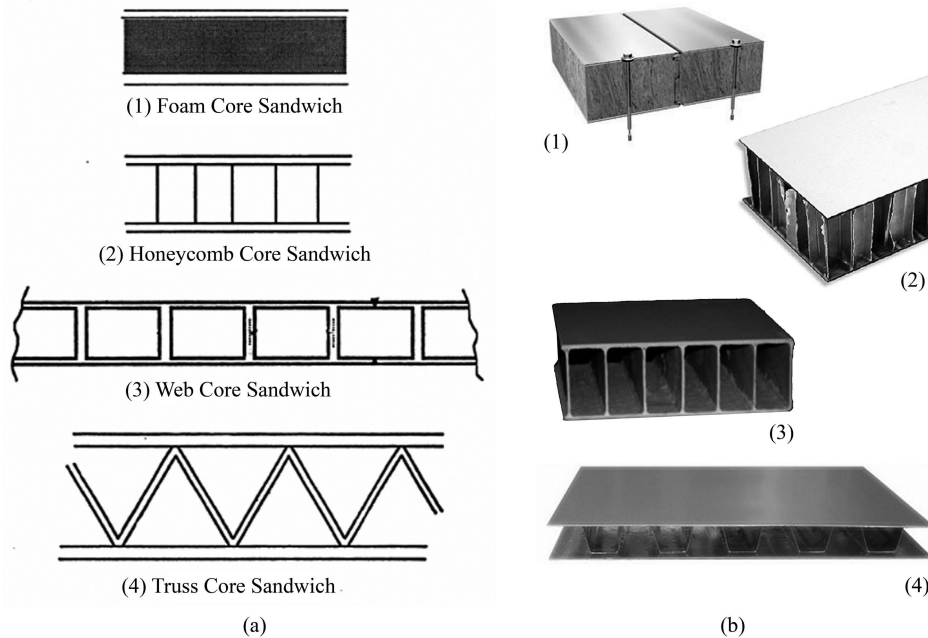 (1) Foam Core Sandwich
(2) Honeycomb Core Sandwich
(3) Web Core Sandwich
(4) Truss Core Sandwich
(a)
(1)
(2)
(3)
(4)
(b)